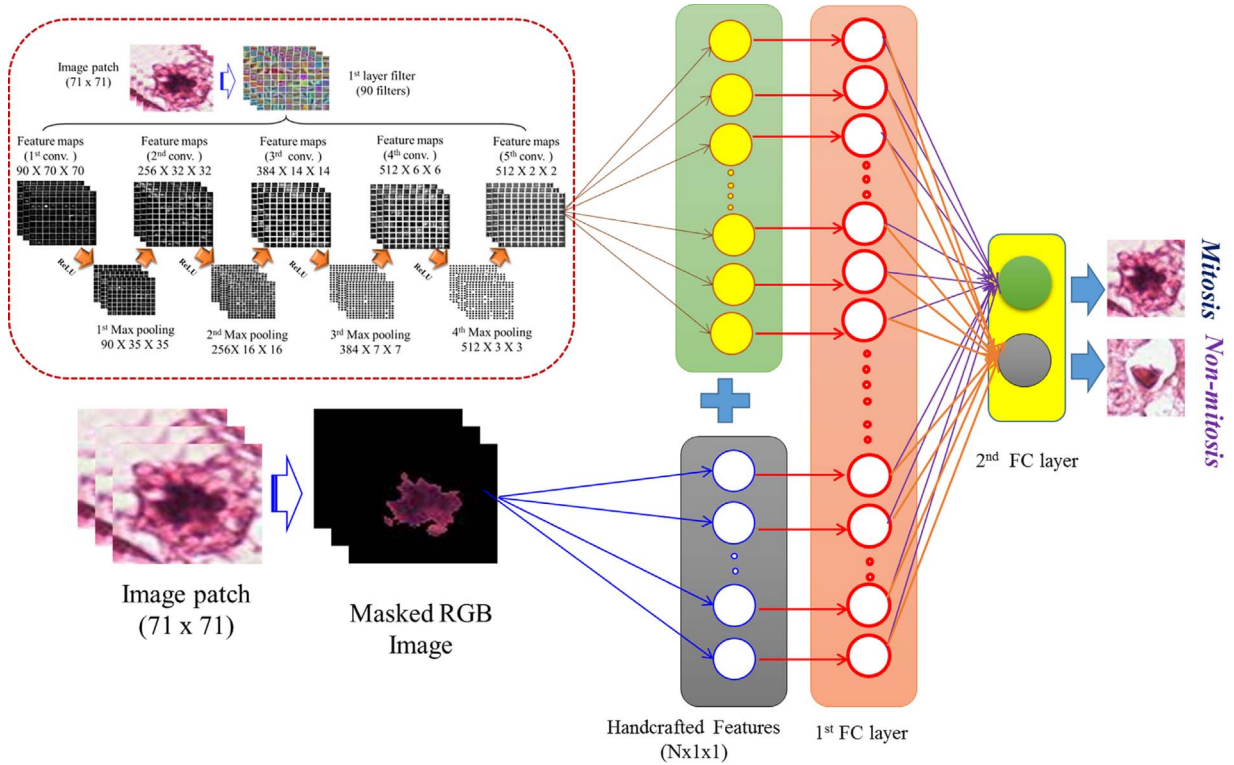 Image patch
(71 x 71)
1st layer filter
(90 filters)
Feature maps
(1st conv. )
90 X 70 X 70
Feature maps
(2nd conv. )
256 X 32 X 32
Feature maps
(3rd conv. )
384 X 14 X 14
Feature maps
(4th conv. )
512 X 6 X 6
Feature maps
(5th conv. )
512 X 2 X 2
ReLU
ReLU
ReLU
ReLU
1st Max pooling
90 X 35 X 35
2nd Max pooling
256X 16 X 16
3rd Max pooling
384 X 7 X 7
4th Max pooling
512 X 3 X 3
Image patch
(71 x 71)
Masked RGB
Image
Handcrafted Features
(Nx1x1)
1st FC layer
2nd FC layer
Mitosis
Non-mitosis